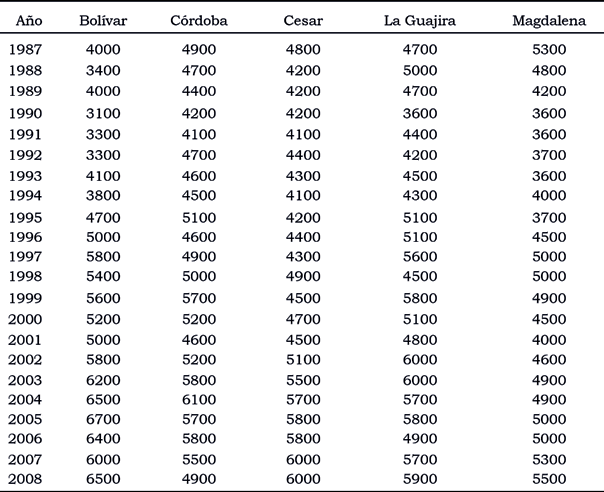 Año Bolívar Córdoba Cesar La Guajira Magdalena
1987 4000 4900 4800 4700 5300
1988 3400 4700 4200 5000 4800
1989 4000 4400 4200 4700 4200
1990 3100 4200 4200 3600 3600
1991 3300 4100 4100 4400 3600
1992 3300 4700 4400 4200 3700
1993 4100 4600 4300 4500 3600
1994 3800 4500 4100 4300 4000
1995 4700 5100 4200 5100 3700
1996 5000 4600 4400 5100 4500
1997 5800 4900 4300 5600 5000
1998 5400 5000 4900 4500 5000
1999 5600 5700 4500 5800 4900
2000 5200 5200 4700 5100 4500
2001 5000 4600 4500 4800 4000
2002 5800 5200 5100 6000 4600
2003 6200 5800 5500 6000 4900
2004 6500 6100 5700 5700 4900
2005 6700 5700 5800 5800 5000
2006 6400 5800 5800 4900 5000
2007 6000 5500 6000 5700 5300
2008 6500 4900 6000 5900 5500